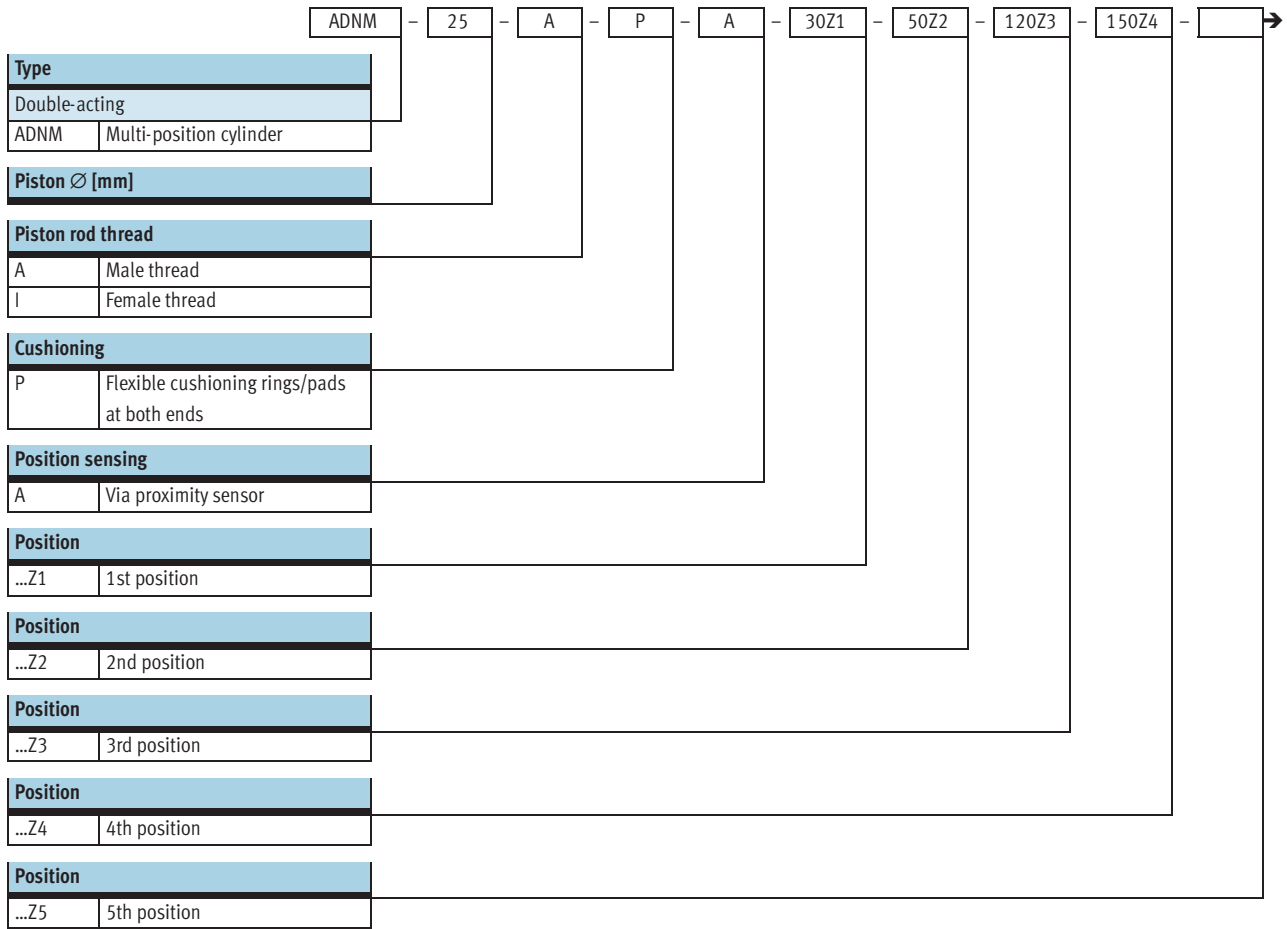 ADNM – 25 – A – P – A – 30Z1 – 50Z2 – 120Z3 – 150Z4 – ➔
Type
Double-acting
ADNM Multi-position cylinder
Piston ∅ [mm]
Piston rod thread
A Male thread
I Female thread
Cushioning
P Flexible cushioning rings/pads
at both ends
Position sensing
A Via proximity sensor
Position
...Z1 1st position
Position
...Z2 2nd position
Position
...Z3 3rd position
Position
...Z4 4th position
Position
...Z5 5th position